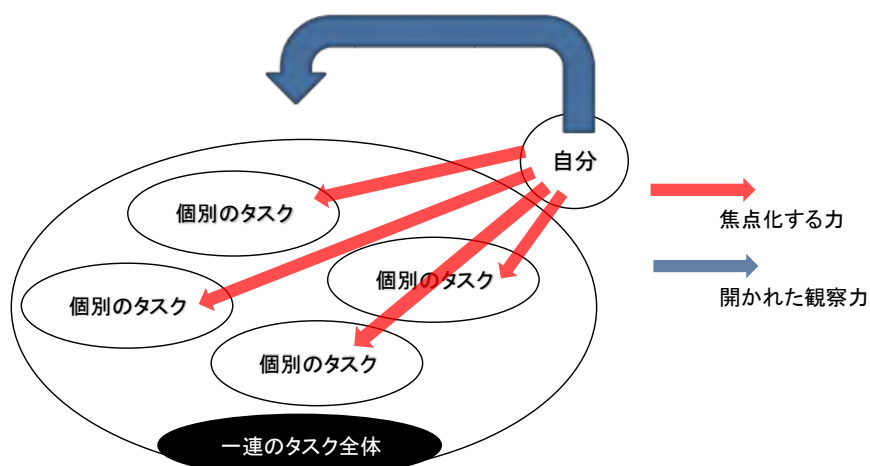 自分
個別のタスク
焦点化する力
個別のタスク
個別のタスク
開かれた観察力
個別のタスク
一連のタスク全体